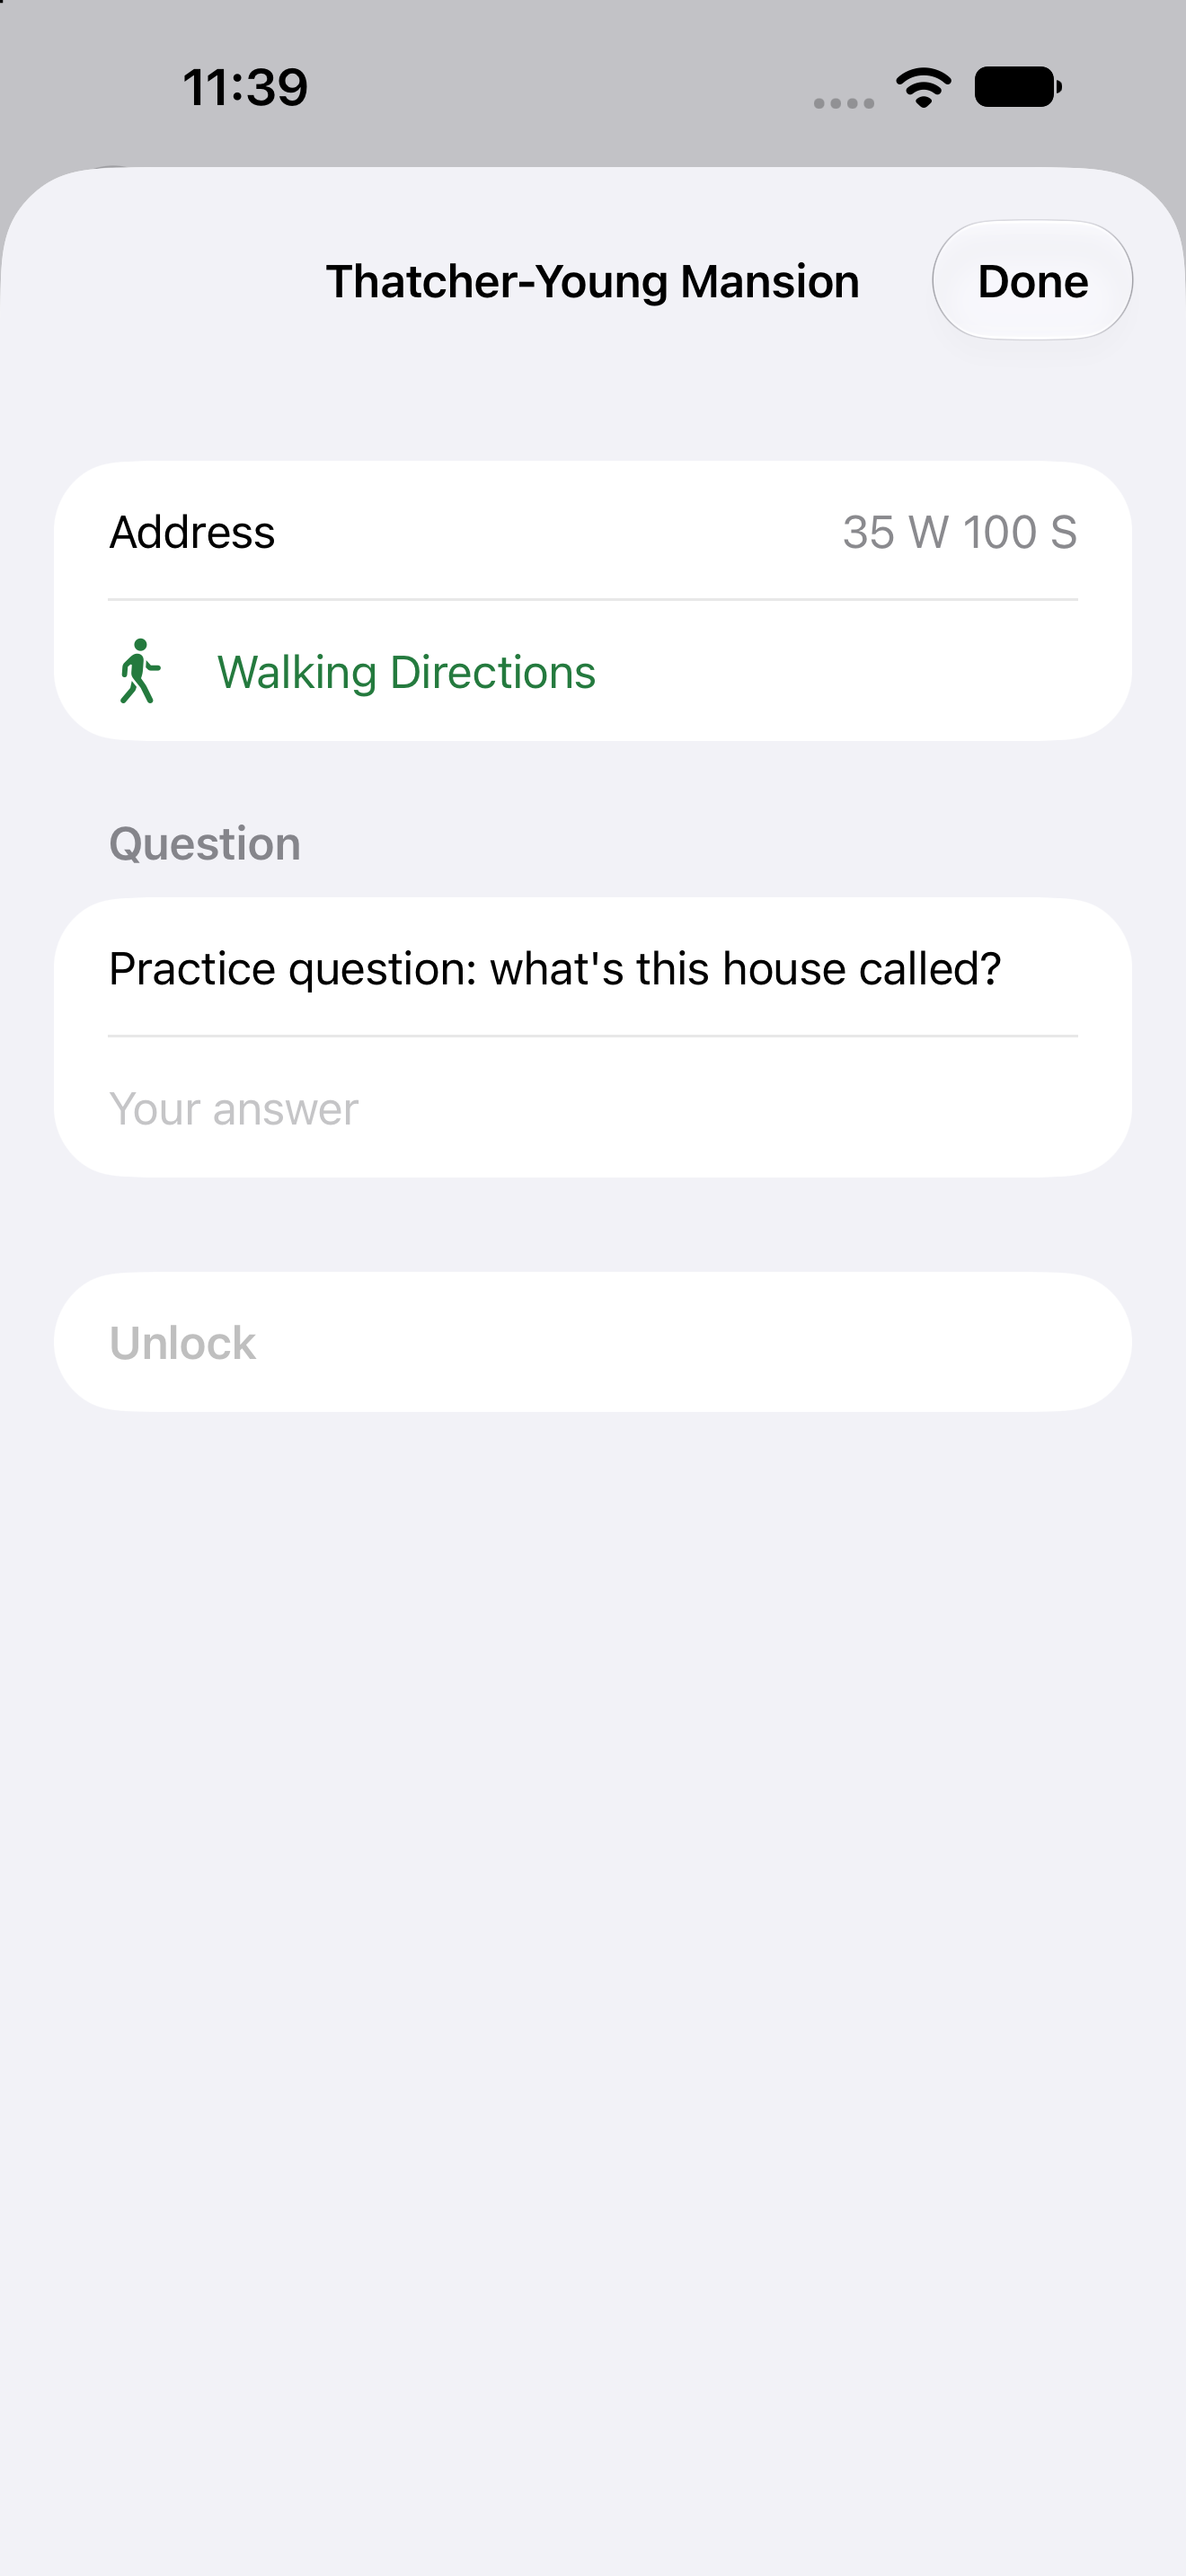 11:39
Thatcher-Young Mansion
Done
Address
35 W 100 S
Walking Directions
Question
Practice question: what's this house called?
Your answer
Unlock